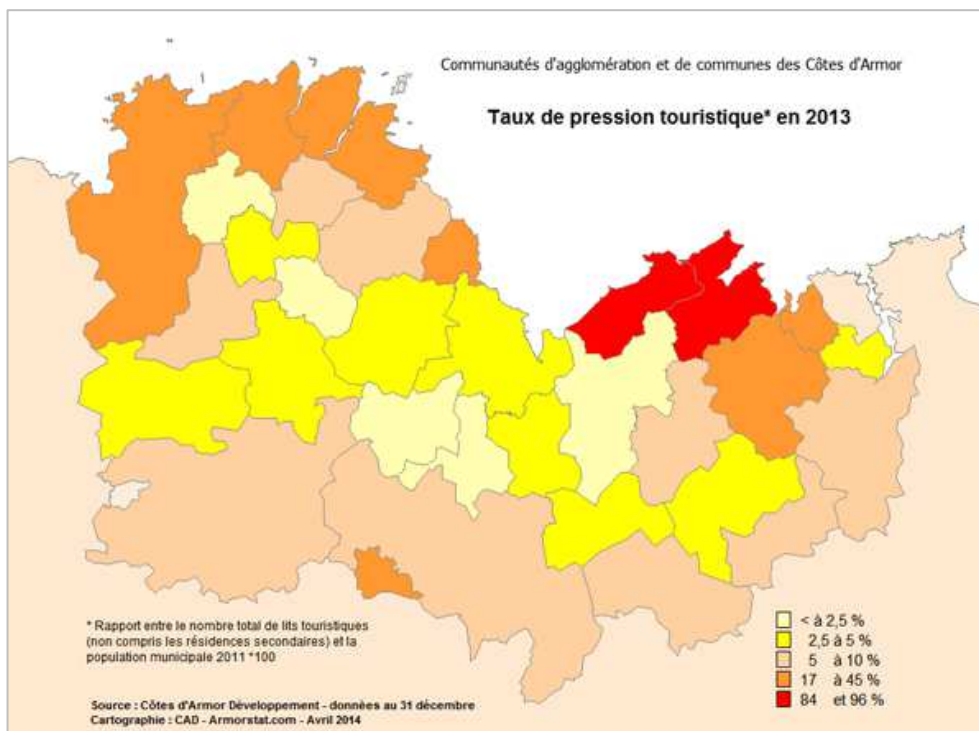 Communautés d'agglomération et de communes des Côtes d'Armor
Taux de pression touristique* en 2013
* Rapport entre le nombre total de lits touristiques
(non compris les résidences secondaires) et la
population municipale 2011 *100
< à 2,5 %
2,5 à 5 %
5 à 10 %
17 à 45 %
84 et 96 %
Source : Côtes d'Armor Développement - données au 31 décembre
Cartographie : CAD - Armorstat.com - Avril 2014